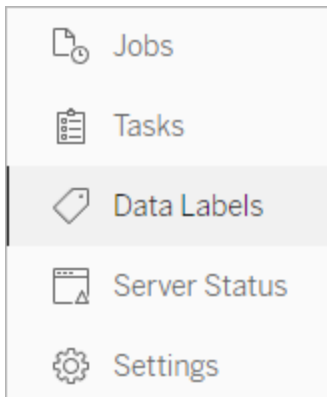 Jobs
Tasks
Data Labels
Server Status
Settings